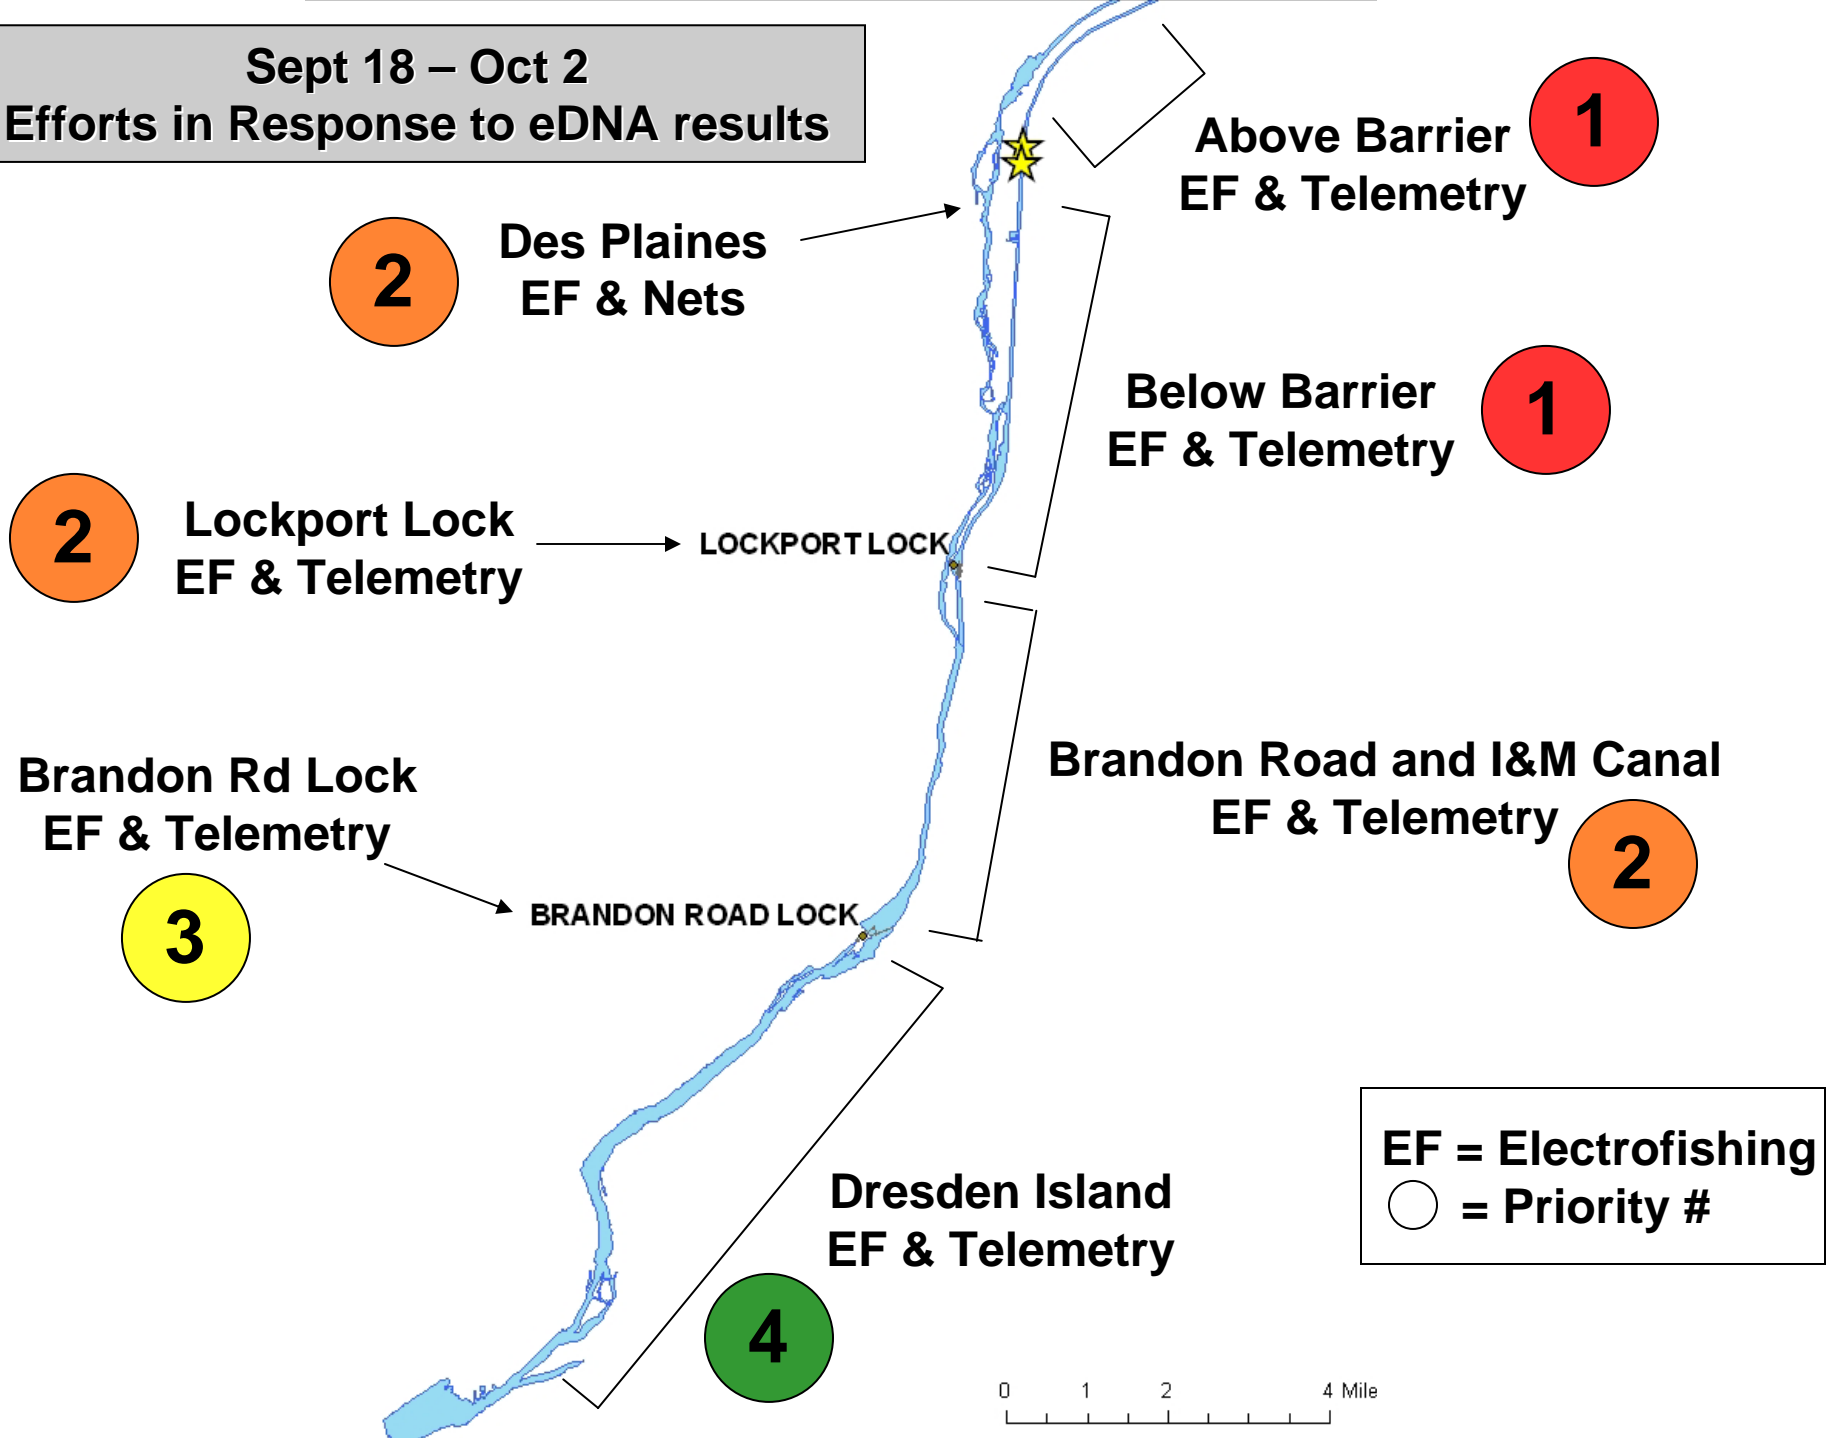 Sept 18 – Oct 2
Efforts in Response to eDNA results
Above Barrier
EF & Telemetry
1
2
Des Plaines
EF & Nets
Below Barrier
EF & Telemetry
1
2
Lockport Lock
EF & Telemetry
LOCKPORT LOCK
Brandon Road and I&M Canal
EF & Telemetry
2
Brandon Rd Lock
EF & Telemetry
3
BRANDON ROAD LOCK
Dresden Island
EF & Telemetry
4
EF = Electrofishing
= Priority #
0 1 2 4 Mile